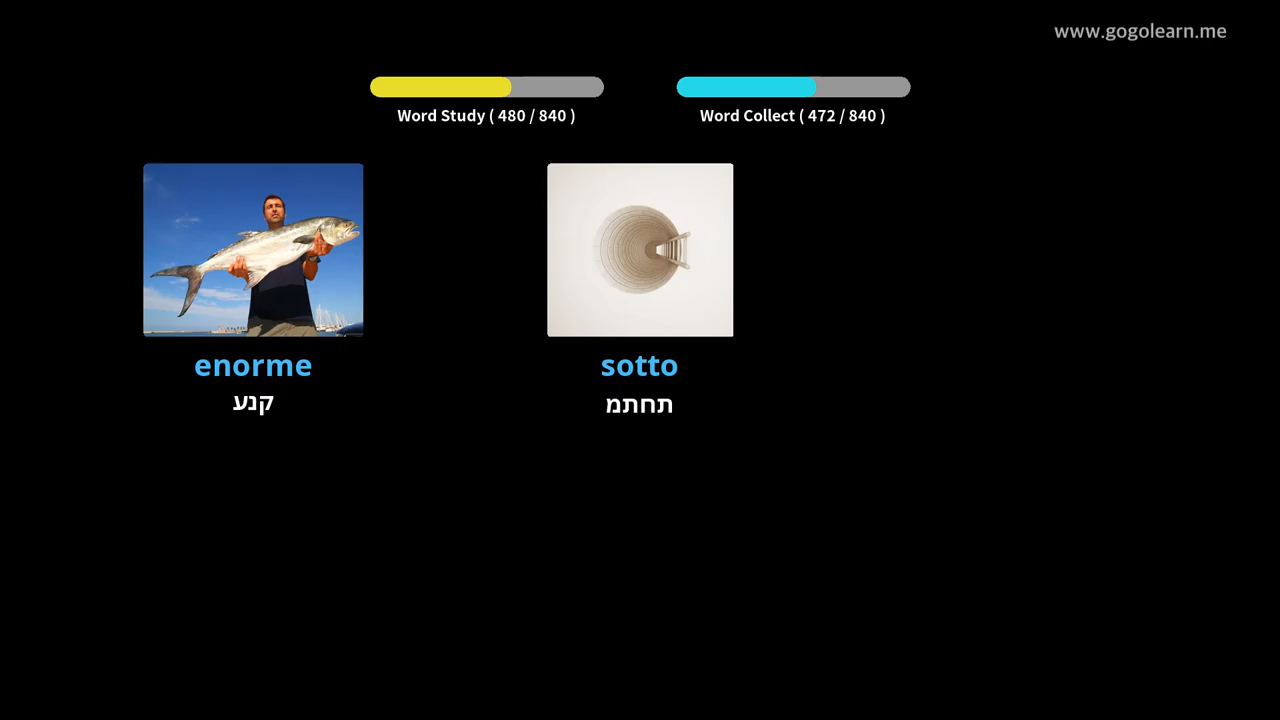 www.gogolearn.me
Word Study ( 480 / 840 )
Word Collect ( 472 / 840 )
enorme
קנע
sotto
תחתמ